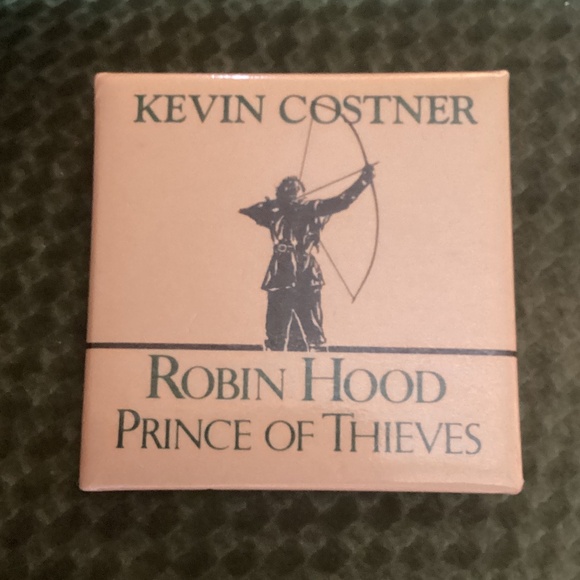 KEVIN COSTNER
ROBIN HOOD
PRINCE OF THIEVES